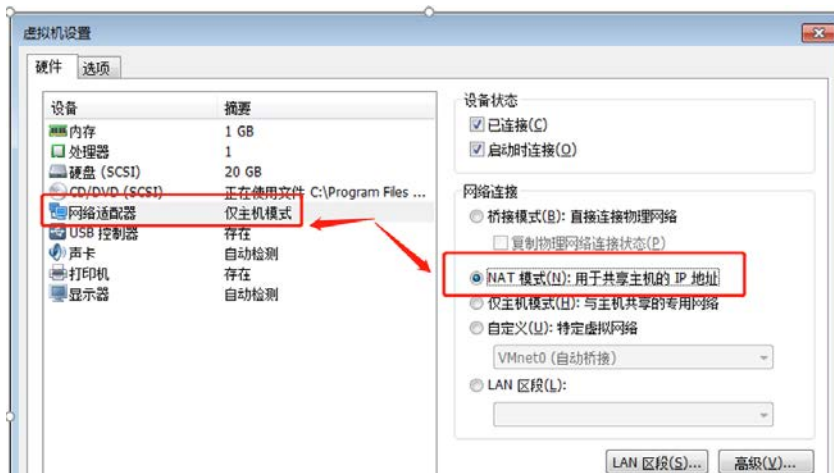 虚拟机设置
硬件 选项
设备 摘要
内存 1 GB
处理器 1
硬盘 (SCSI) 20 GB
CD/DVD (SCSI) 正在使用文件 C:\Program Files ...
网络适配器 仅主机模式
USB 控制器 存在
声卡 自动检测
打印机 存在
显示器 自动检测
设备状态
已连接(C)
启动时连接(O)
网络连接
桥接模式(B): 直接连接物理网络
复制物理网络连接状态(P)
NAT 模式(N): 用于共享主机的 IP 地址
仅主机模式(H): 与主机共享的专用网络
自定义(U): 特定虚拟网络
VMnet0 (自动桥接)
LAN 区段(L):
LAN 区段(S)... 高级(V)...